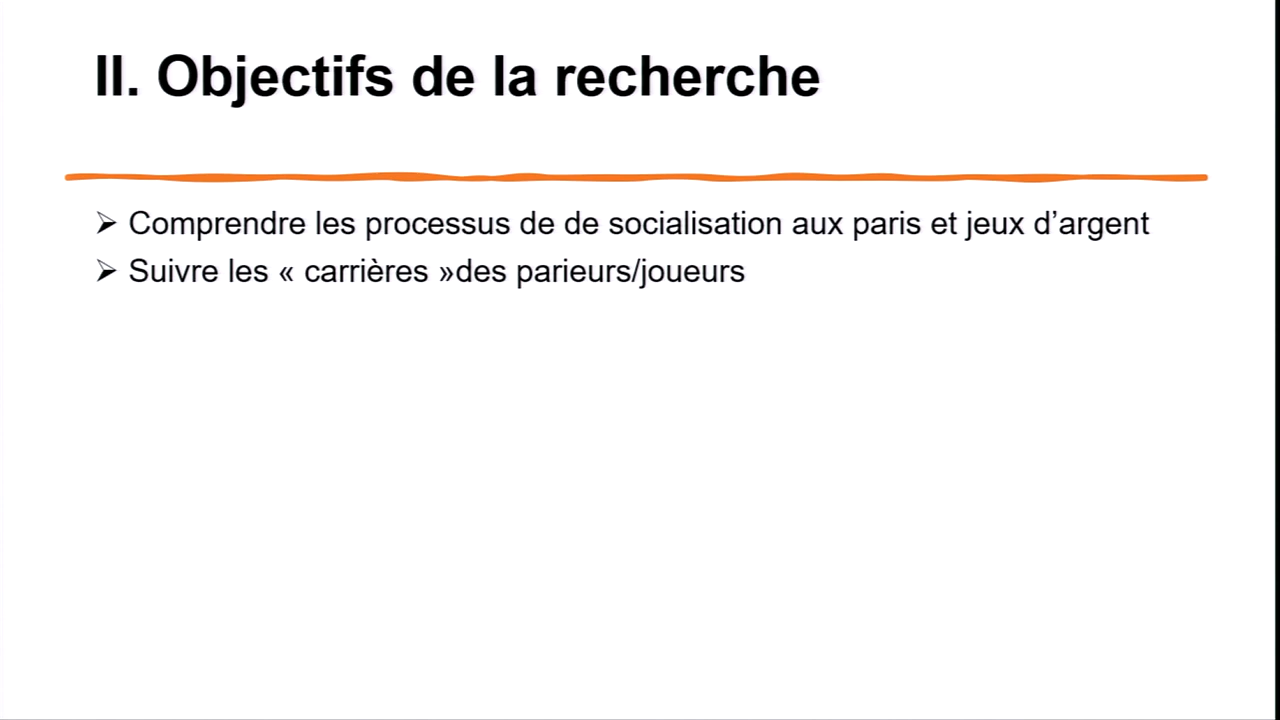 II. Objectifs de la recherche
➢ Comprendre les processus de de socialisation aux paris et jeux d’argent
➢ Suivre les « carrières »des parieurs/joueurs